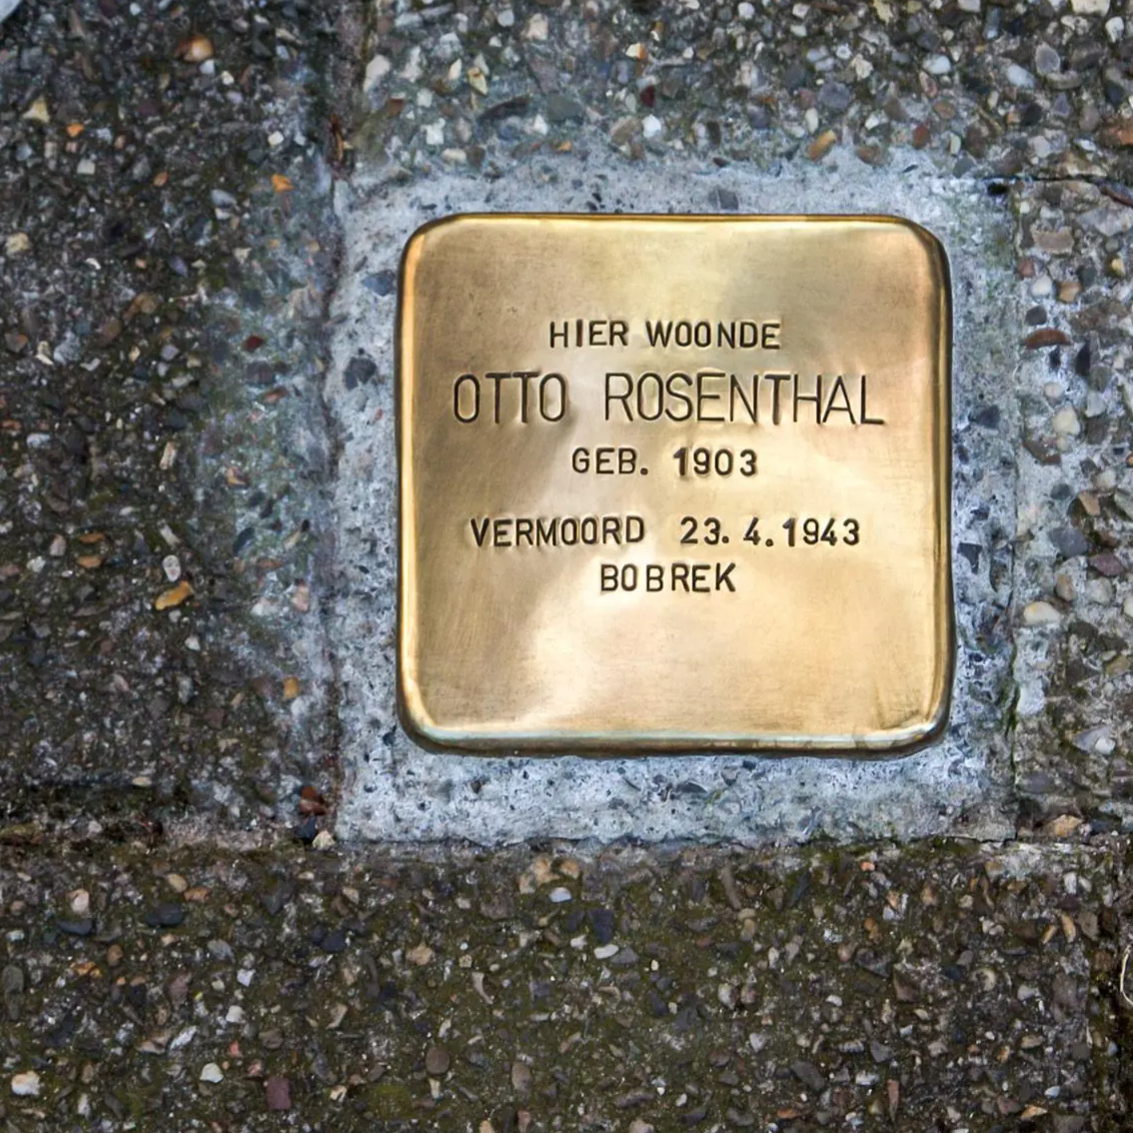 HIER WOONDE
OTTO ROSENTHAL
GEB. 1903
VERMOORD 23.4.1943
BOBREK